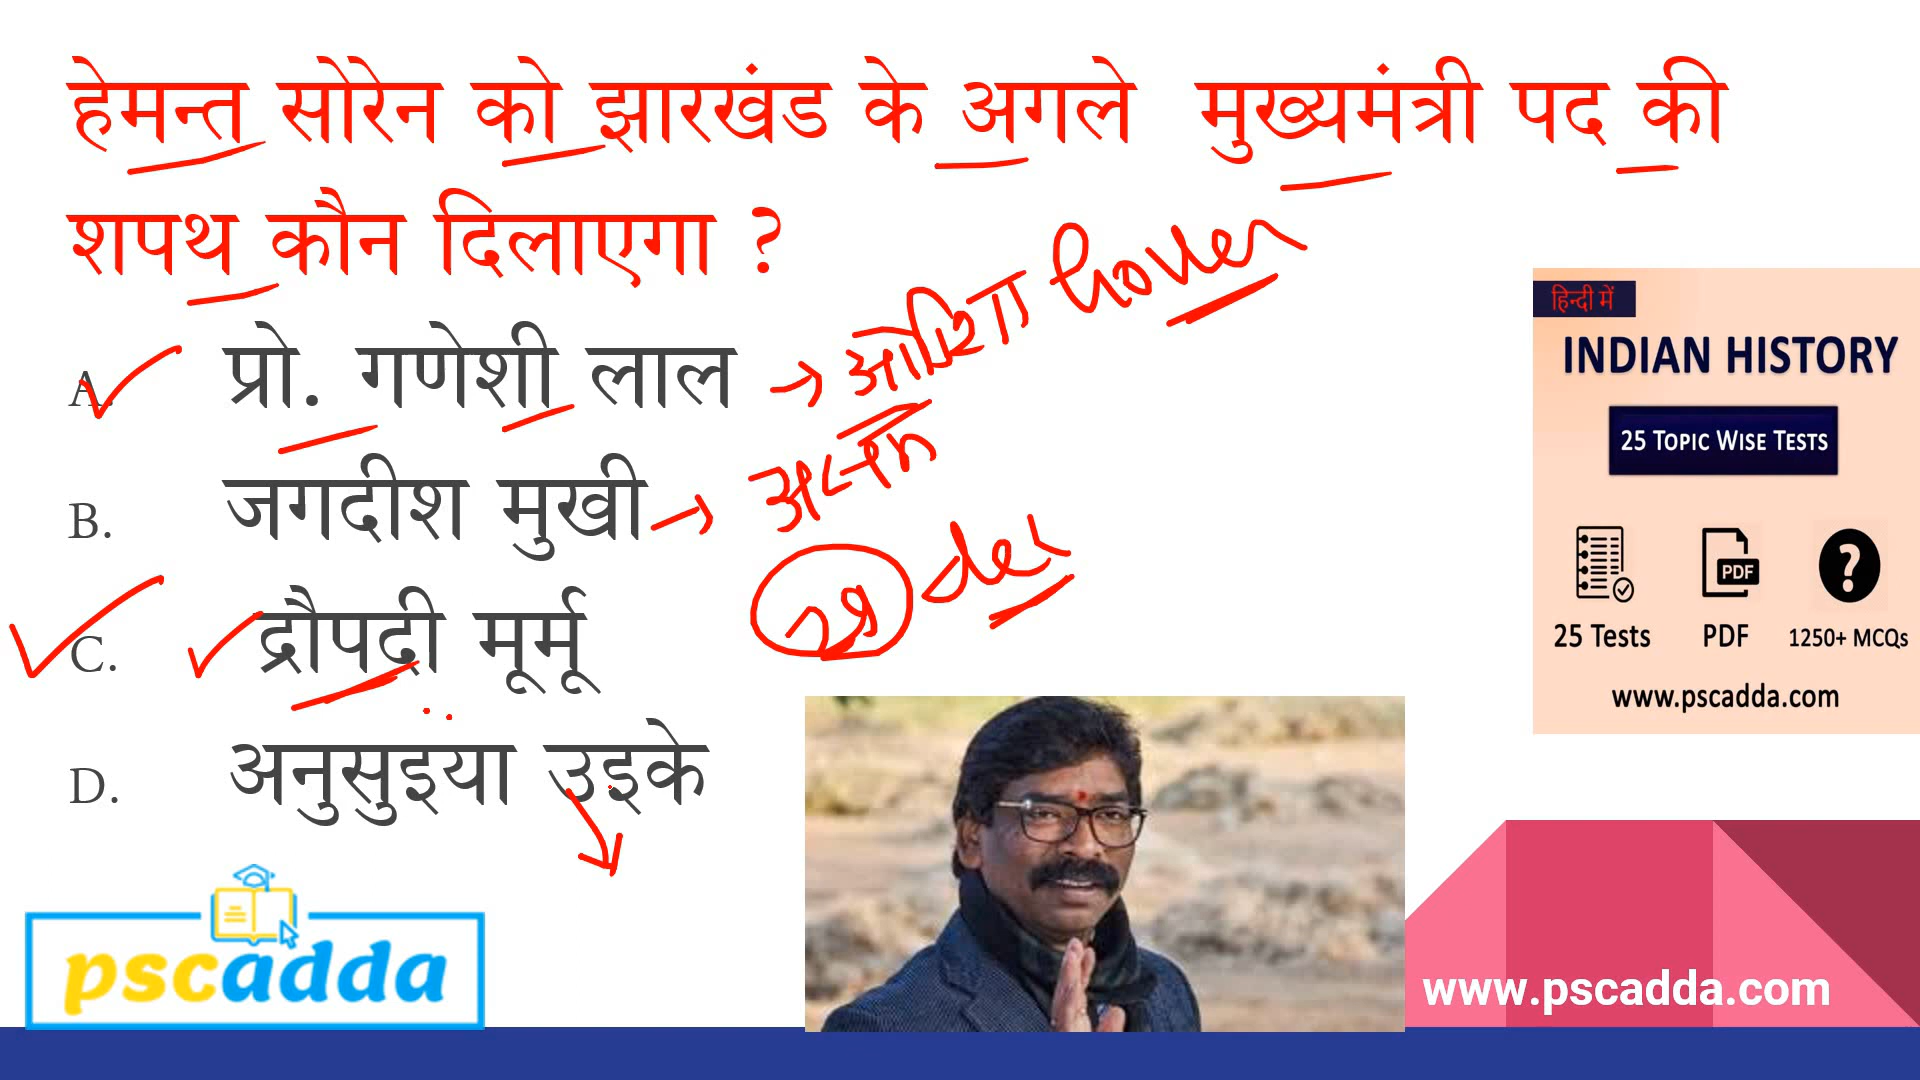 हेमन्त सोरेन को झारखंड के अगले मुख्यमंत्री पद की
शपथ कौन दिलाएगा ?
A. प्रो. गणेशी लाल
B. जगदीश मुखी
C. द्रौपदी मूर्मू
D. अनुसुइया उइके
29
हिन्दी में
INDIAN HISTORY
25 TOPIC WISE TESTS
PDF
?
25 Tests PDF 1250+ MCQs
www.pscadda.com
pscadda
www.pscadda.com